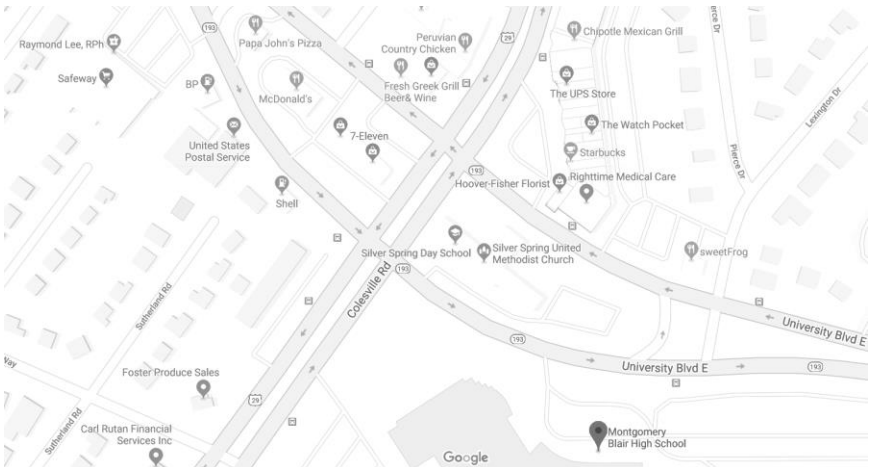 193
Raymond Lee, RPh
Papa John's Pizza
Peruvian
Country Chicken
29
Chipotle Mexican Grill
Pierce Dr
Safeway
BP
McDonald's
Fresh Greek Grill
Beer& Wine
The UPS Store
Lexington Dr
United States
Postal Service
7-Eleven
The Watch Pocket
Starbucks
Pierce Dr
Shell
193
Hoover-Fisher Florist
Righttime Medical Care
Silver Spring Day School
Silver Spring United
Methodist Church
sweetFrog
193
Colesville Rd
Sutherland Rd
University Blvd E
193
University Blvd E
193
Way
Foster Produce Sales
29
Sutherland Rd
Carl Rutan Financial
Services Inc
Google
Montgomery
Blair High School